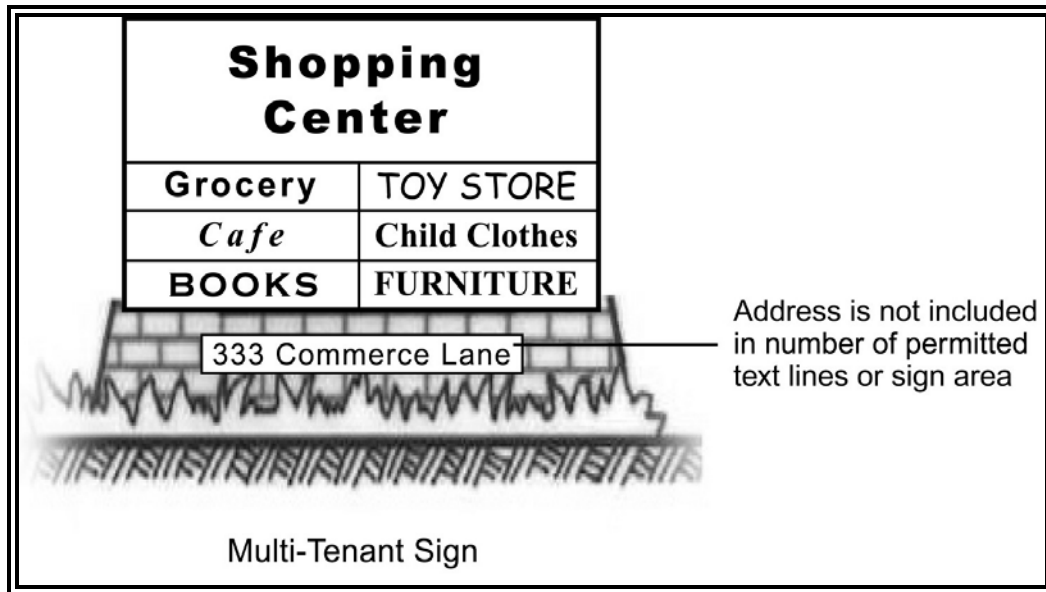 Shopping
Center
Grocery TOY STORE
Cafe Child Clothes
BOOKS FURNITURE
333 Commerce Lane
Address is not included
in number of permitted
text lines or sign area
Multi-Tenant Sign